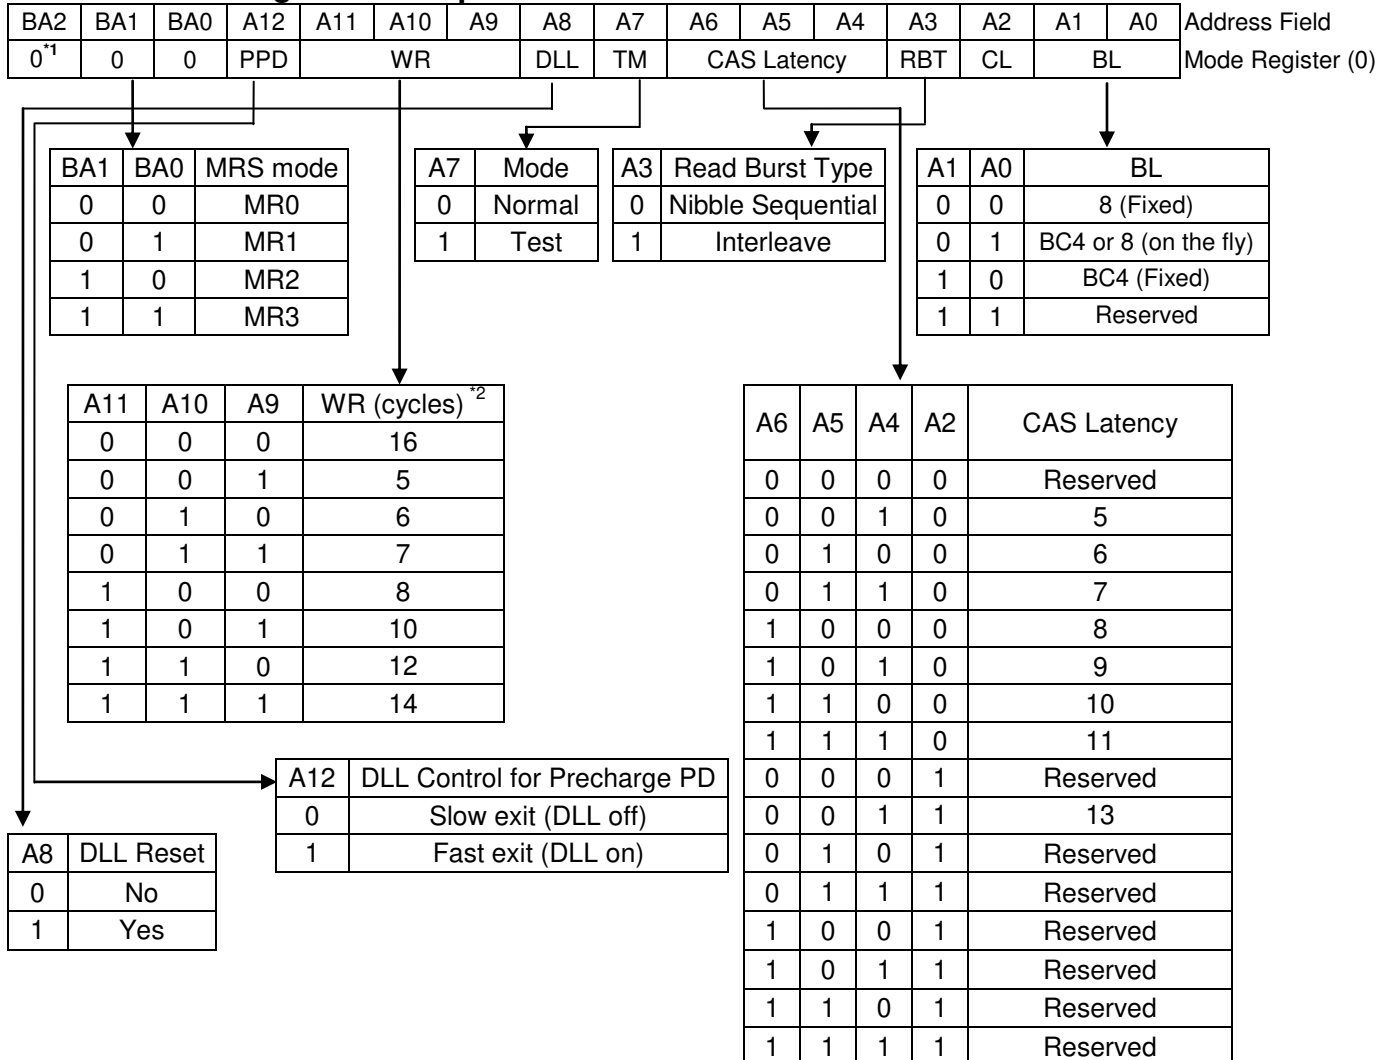 BA2 BA1 BA0 A12 A11 A10 A9 A8 A7 A6 A5 A4 A3 A2 A1 A0 Address Field
0*1 0 0 PPD WR DLL TM CAS Latency RBT CL BL Mode Register (0)
BA1 BA0 MRS mode
0 0 MR0
0 1 MR1
1 0 MR2
1 1 MR3
A7 Mode
0 Normal
1 Test
A3 Read Burst Type
0 Nibble Sequential
1 Interleave
A1 A0 BL
0 0 8 (Fixed)
0 1 BC4 or 8 (on the fly)
1 0 BC4 (Fixed)
1 1 Reserved
A11 A10 A9 WR (cycles) *2
0 0 0 16
0 0 1 5
0 1 0 6
0 1 1 7
1 0 0 8
1 0 1 10
1 1 0 12
1 1 1 14
A6 A5 A4 A2 CAS Latency
0 0 0 0 Reserved
0 0 1 0 5
0 1 0 0 6
0 1 1 0 7
1 0 0 0 8
1 0 1 0 9
1 1 0 0 10
1 1 1 0 11
0 0 0 1 Reserved
0 0 1 1 13
0 1 0 1 Reserved
0 1 1 1 Reserved
1 0 0 1 Reserved
1 0 1 1 Reserved
1 1 0 1 Reserved
1 1 1 1 Reserved
A12 DLL Control for Precharge PD
0 Slow exit (DLL off)
1 Fast exit (DLL on)
A8 DLL Reset
0 No
1 Yes